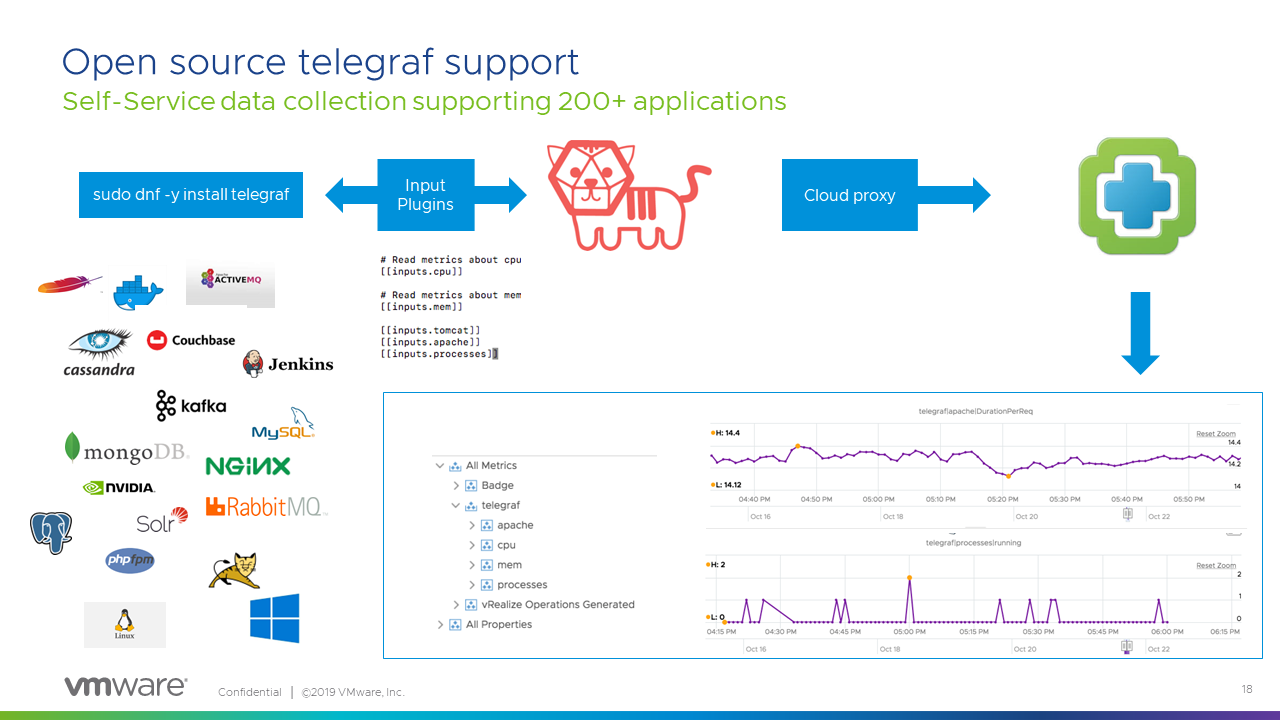 Open source telegraf support
Self-Service data collection supporting 200+ applications
sudo dnf -y install telegraf
Input
Plugins
Cloud proxy
# Read metrics about cpu
[[inputs.cpu]]
# Read metrics about mem
[[inputs.mem]]
[[inputs.tomcat]]
[[inputs.apache]]
[[inputs.processes]]
ACTIVEMQ
cassandra
Couchbase
Jenkins
kafka
MySQL
mongoDB
NGINX
NVIDIA
RabbitMQ
Solr
php fpm
Linux
All Metrics
Badge
telegraf
apache
cpu
mem
processes
vRealize Operations Generated
All Properties
telegraf|apache|DurationPerReq
H: 14.4
Reset Zoom
14.4
14.2
L: 14.12
14
04:40 PM 04:50 PM 05:00 PM 05:10 PM 05:20 PM 05:30 PM 05:40 PM 05:50 PM
Oct 16 Oct 18 Oct 20 Oct 22
telegraf|processes|running
H: 2
Reset Zoom
2
1
L: 0
0
04:15 PM 04:30 PM 04:45 PM 05:00 PM 05:15 PM 05:30 PM 05:45 PM 06:00 PM 06:15 PM
Oct 16 Oct 18 Oct 20 Oct 22
vmware
Confidential | ©2019 VMware, Inc.
18